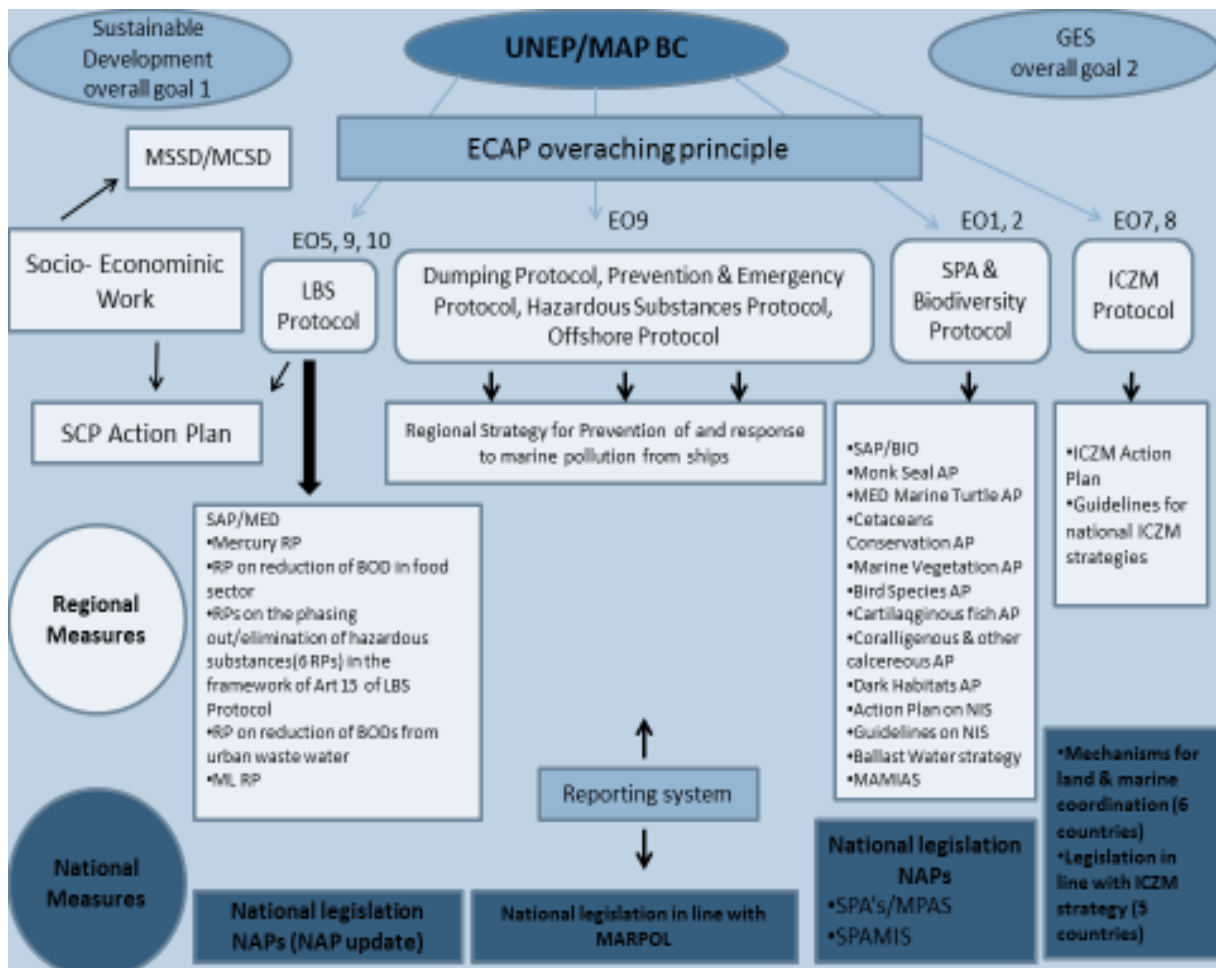 Sustainable
Development
overall goal 1
UNEP/MAP BC
GES
overall goal 2
ECAP overaching principle
MSSD/MCSD
Socio- Econominic
Work
SCP Action Plan
EO5, 9, 10
LBS
Protocol
EO9
Dumping Protocol, Prevention & Emergency
Protocol, Hazardous Substances Protocol,
Offshore Protocol
EO1, 2
SPA &
Biodiversity
Protocol
EO7, 8
ICZM
Protocol
Regional Strategy for Prevention of and response
to marine pollution from ships
•SAP/BIO
•Monk Seal AP
•MED Marine Turtle AP
•Cetaceans
Conservation AP
•Marine Vegetation AP
•Bird Species AP
•Cartilaqginous fish AP
•Coralligenous & other
calcereous AP
•Dark Habitats AP
•Action Plan on NIS
•Guidelines on NIS
•Ballast Water strategy
•MAMIAS
•ICZM Action
Plan
•Guidelines for
national ICZM
strategies
Regional
Measures
SAP/MED
•Mercury RP
•RP on reduction of BOD in food
sector
•RPs on the phasing
out/elimination of hazardous
substances(6 RPs) in the
framework of Art 15 of LBS
Protocol
•RP on reduction of BODs from
urban waste water
•ML RP
Reporting system
National
Measures
National legislation
NAPs (NAP update)
National legislation in line with
MARPOL
National legislation
NAPs
•SPA's/MPAS
•SPAMIS
•Mechanisms for
land & marine
coordination (6
countries)
•Legislation in
line with ICZM
strategy (5
countries)